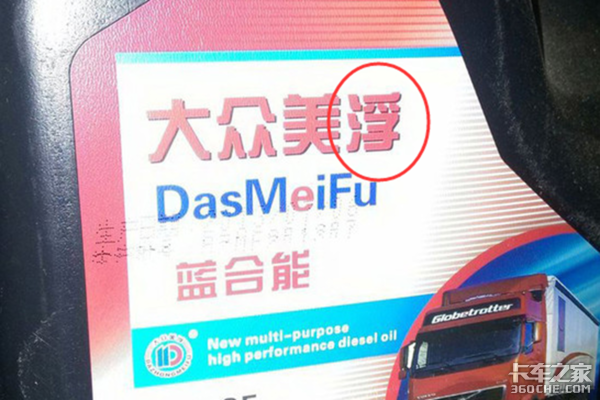 大众美浮
DasMeiFu
蓝合能
New multi-purpose
high performance diesel oil
Globetrotter
卡车之家
360che.com